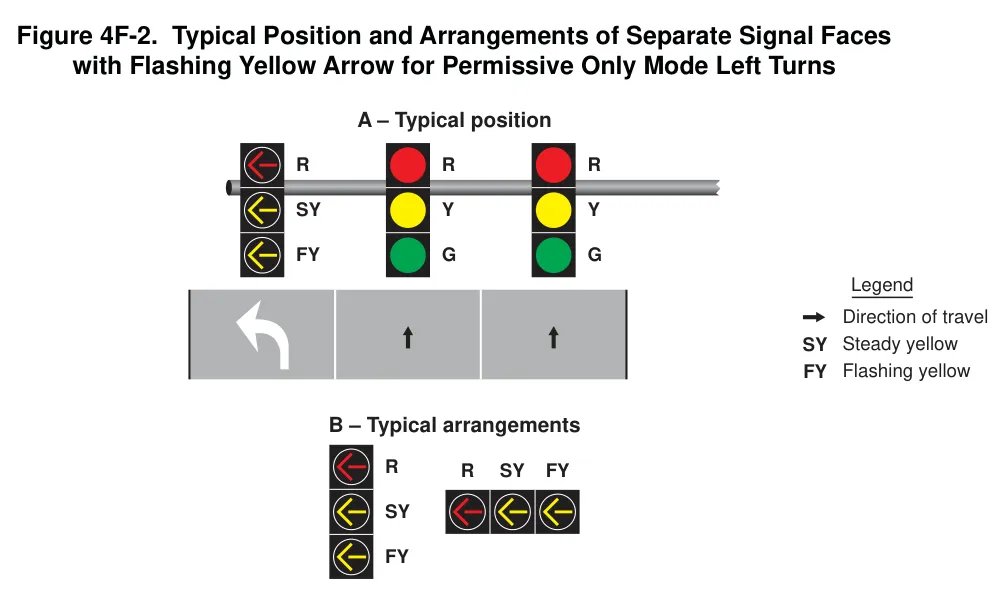 Figure 4F-2.  Typical Position and Arrangements of Separate Signal Faces
with Flashing Yellow Arrow for Permissive Only Mode Left Turns
A – Typical position
R R R
SY Y Y
FY G G
Legend
Direction of travel
SY Steady yellow
FY Flashing yellow
B – Typical arrangements
R
SY
FY
R SY FY